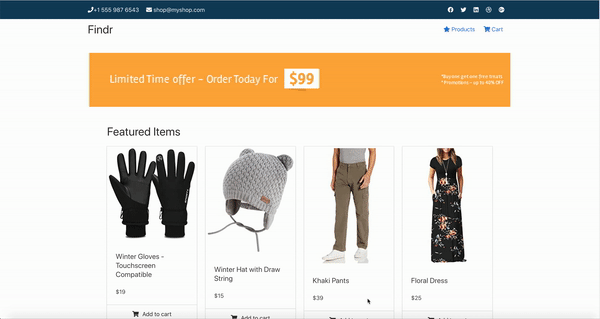 +1 555 987 6543 shop@myshop.com
Findr
Products Cart
Limited Time offer - Order Today For $99
*Buy one get one free hours
*Promotions - up to 60% OFF
Featured Items
Winter Gloves -
Touchscreen
Compatible
$19
Add to cart
Winter Hat with Draw
String
$15
Add to cart
Khaki Pants
$39
Floral Dress
$25